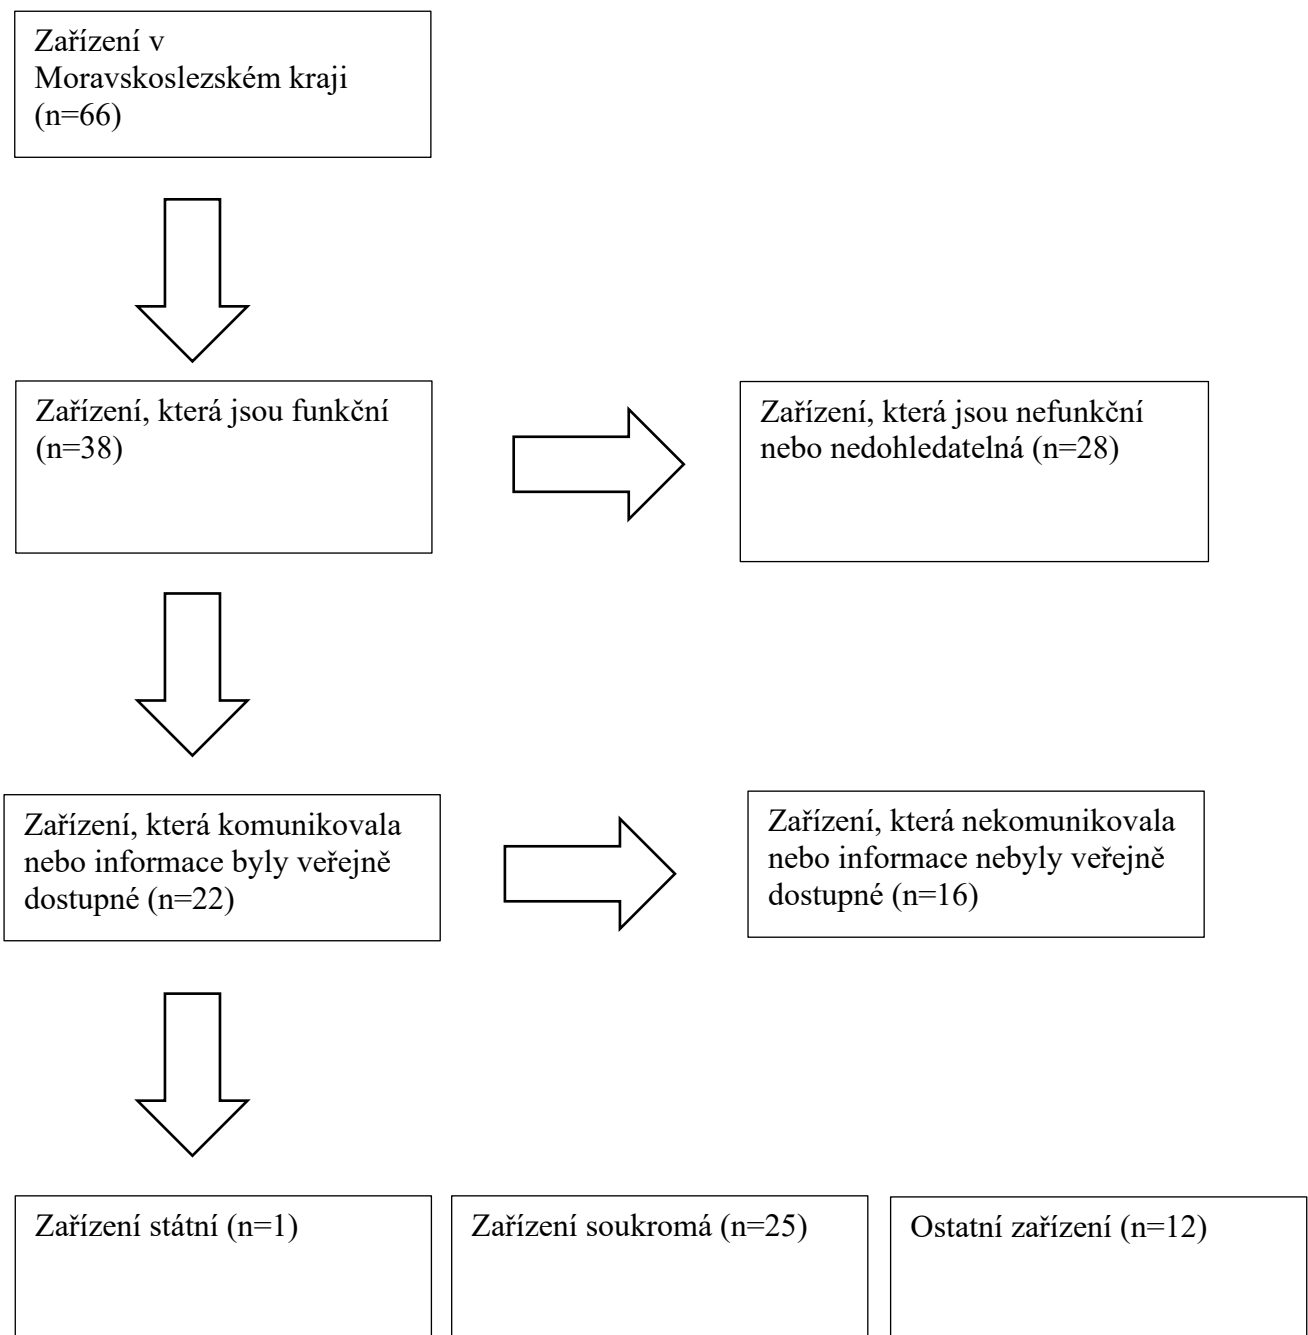 Zařízení v
Moravskoslezském kraji
(n=66)
Zařízení, která jsou funkční
(n=38)
Zařízení, která jsou nefunkční
nebo nedohledatelná (n=28)
Zařízení, která komunikovala
nebo informace byly veřejně
dostupné (n=22)
Zařízení, která nekomunikovala
nebo informace nebyly veřejně
dostupné (n=16)
Zařízení státní (n=1)
Zařízení soukromá (n=25)
Ostatní zařízení (n=12)